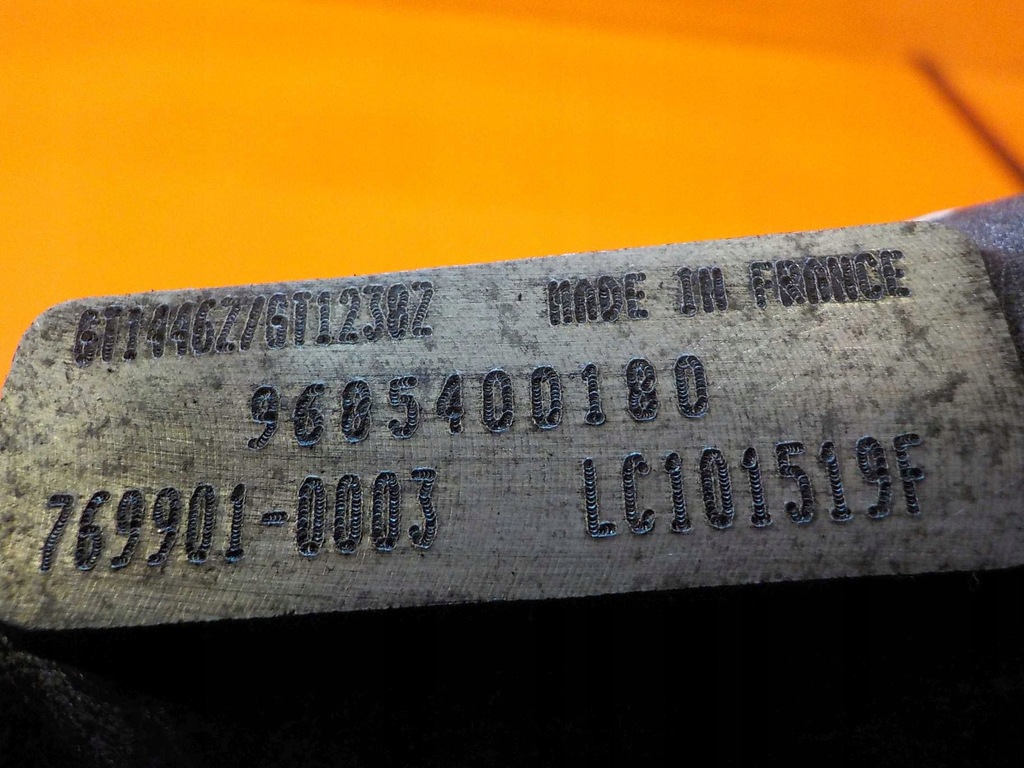 GT1446Z/GT1238Z MADE IN FRANCE
9685400180
769901-0003 LC101519F